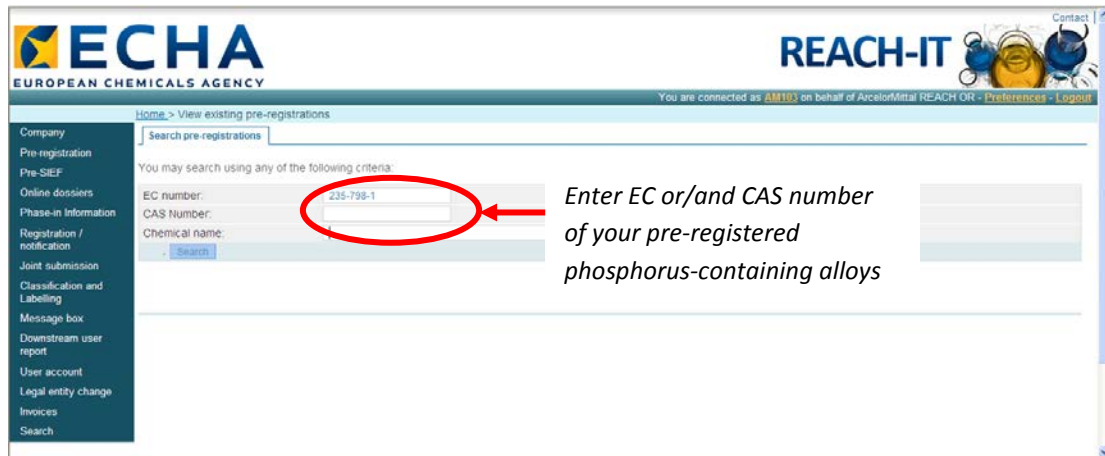 Contact
ECHA
EUROPEAN CHEMICALS AGENCY
REACH-IT
You are connected as AM103 on behalf of ArcelorMittal REACH OR - Preferences - Logout
Home > View existing pre-registrations
Search pre-registrations
You may search using any of the following criteria:
EC number: 235-798-1
CAS Number:
Chemical name:
Search
Enter EC or/and CAS number
of your pre-registered
phosphorus-containing alloys
Company
Pre-registration
Pre-SIEF
Online dossiers
Phase-in Information
Registration /
notification
Joint submission
Classification and
Labelling
Message box
Downstream user
report
User account
Legal entity change
Invoices
Search